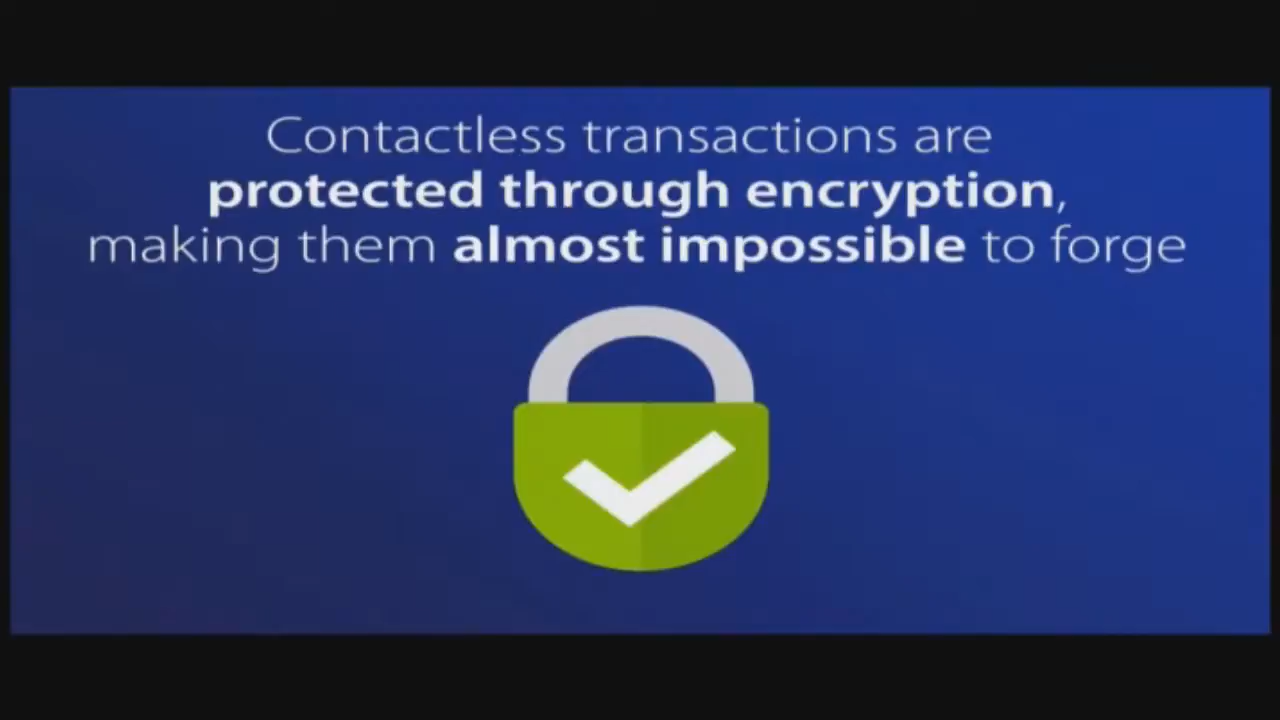 Contactless transactions are
protected through encryption,
making them almost impossible to forge